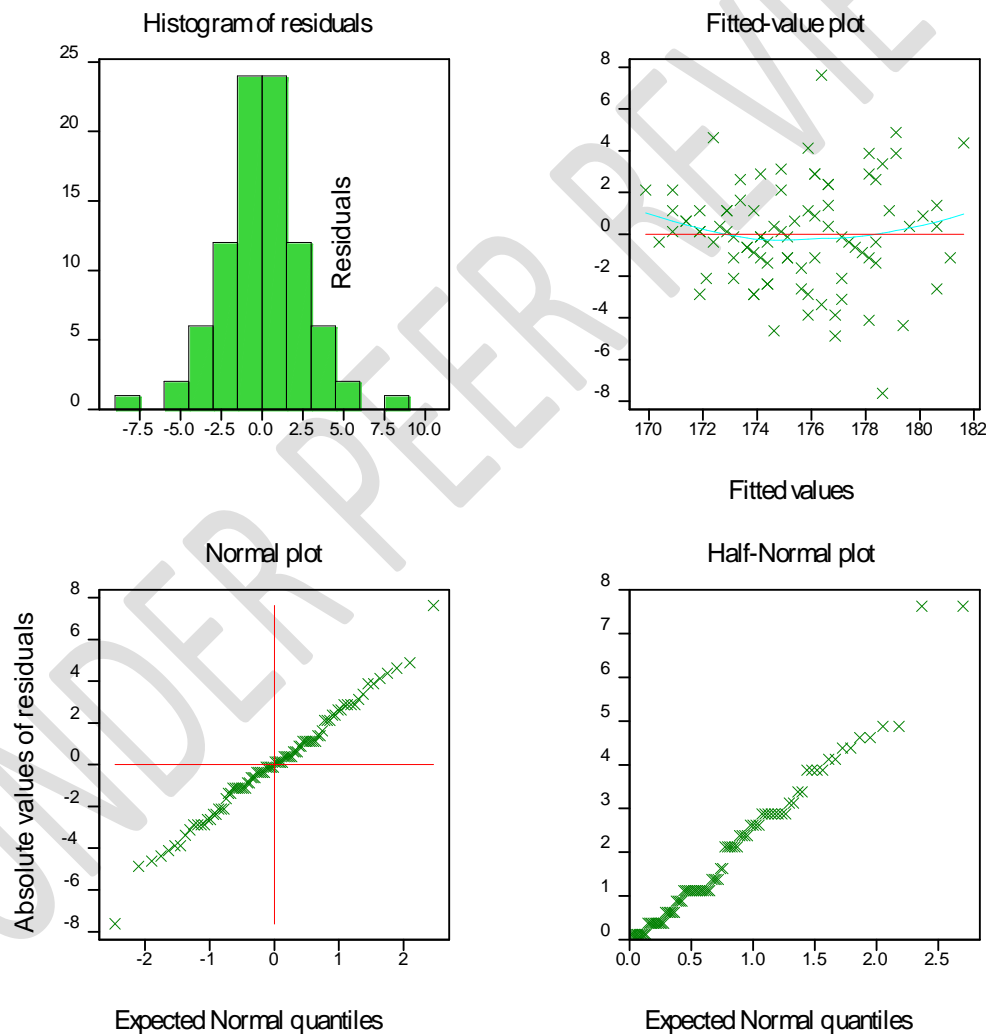 Histogram of residuals
25
20
15
10
5
0
-7.5 -5.0 -2.5 0.0 2.5 5.0 7.5 10.0
Fitted-value plot
Residuals
8
6
4
2
0
-2
-4
-6
-8
170 172 174 176 178 180 182
Fitted values
Normal plot
Absolute values of residuals
8
6
4
2
0
-2
-4
-6
-8
-2 -1 0 1 2
Expected Normal quantiles
Half-Normal plot
8
7
6
5
4
3
2
1
0
0.0 0.5 1.0 1.5 2.0 2.5
Expected Normal quantiles
UNDER PEER REVIE